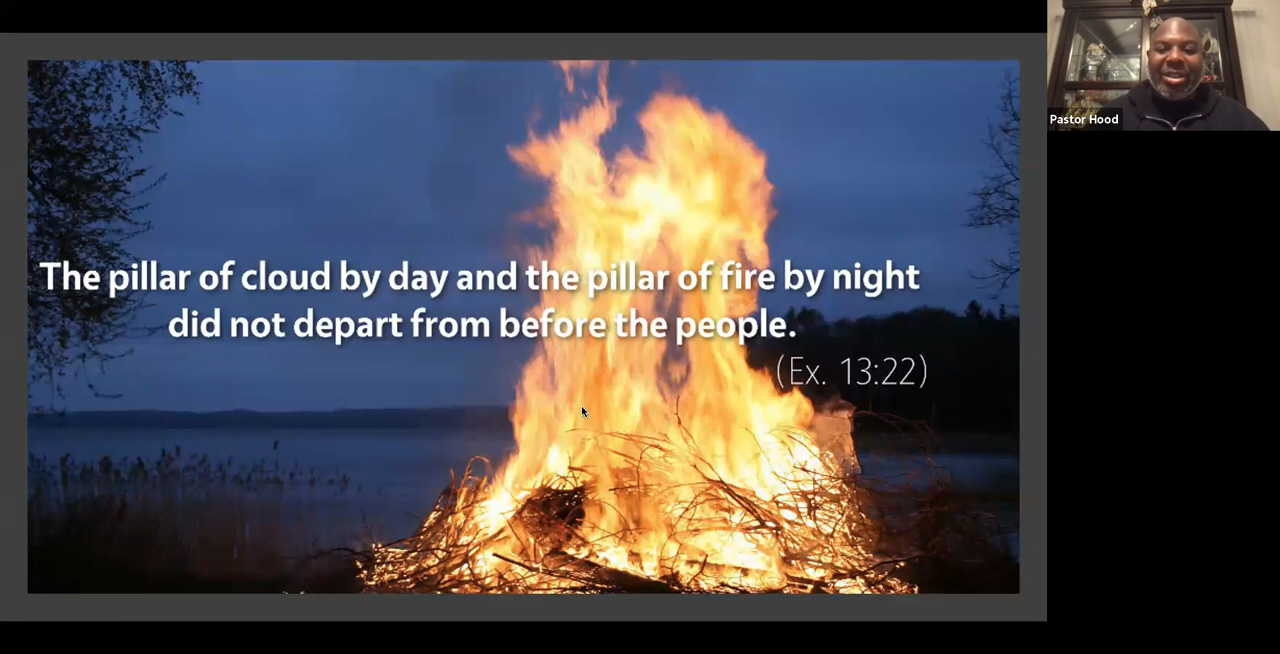 The pillar of cloud by day and the pillar of fire by night
did not depart from before the people.
(Ex. 13:22)
Pastor Hood